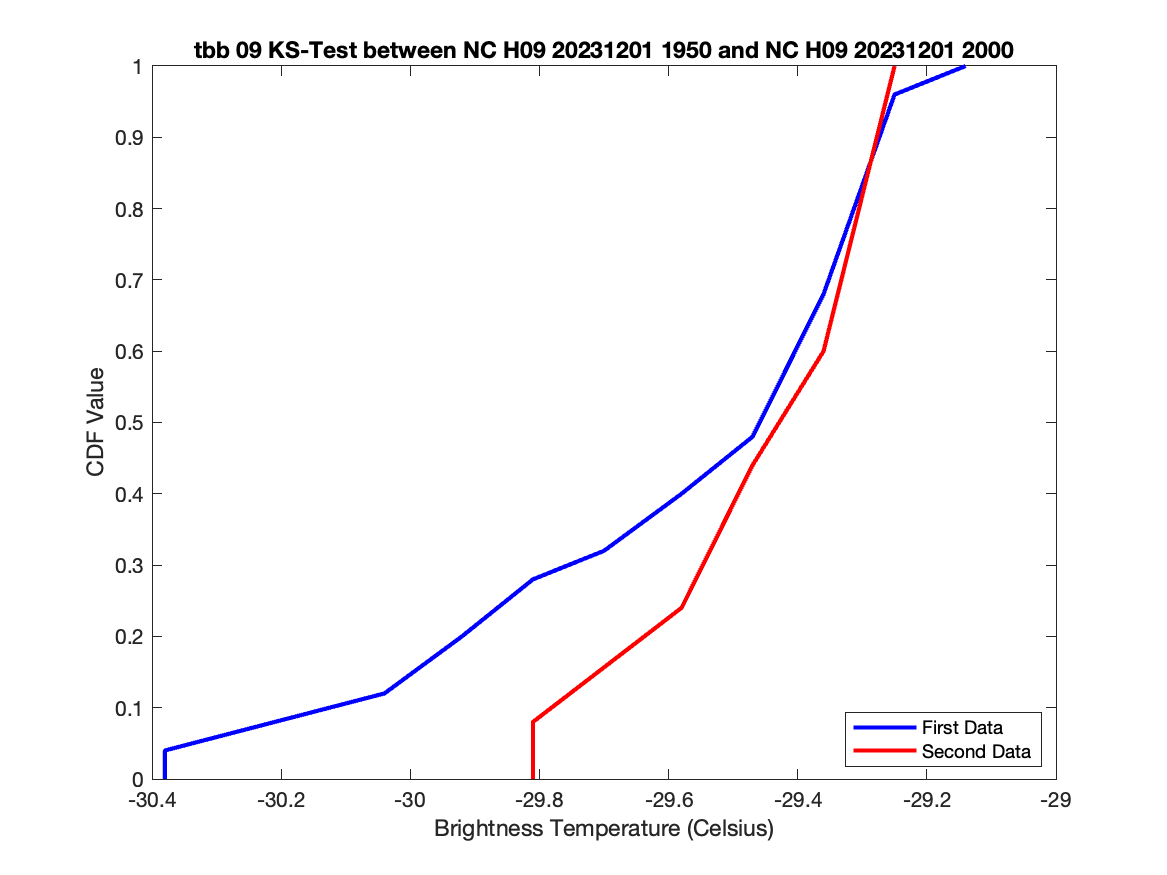 tbb 09 KS-Test between NC H09 20231201 1950 and NC H09 20231201 2000
1
0.9
0.8
0.7
0.6
0.5
0.4
0.3
0.2
0.1
0
CDF Value
First Data
Second Data
-30.4 -30.2 -30 -29.8 -29.6 -29.4 -29.2 -29
Brightness Temperature (Celsius)